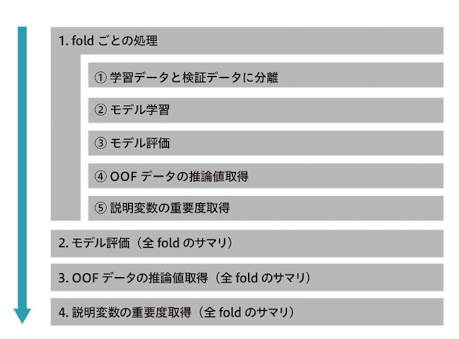 1. fold ごとの処理
① 学習データと検証データに分離
② モデル学習
③ モデル評価
④ OOF データの推論値取得
⑤ 説明変数の重要度取得
2. モデル評価（全 fold のサマリ）
3. OOF データの推論値取得（全 fold のサマリ）
4. 説明変数の重要度取得（全 fold のサマリ）